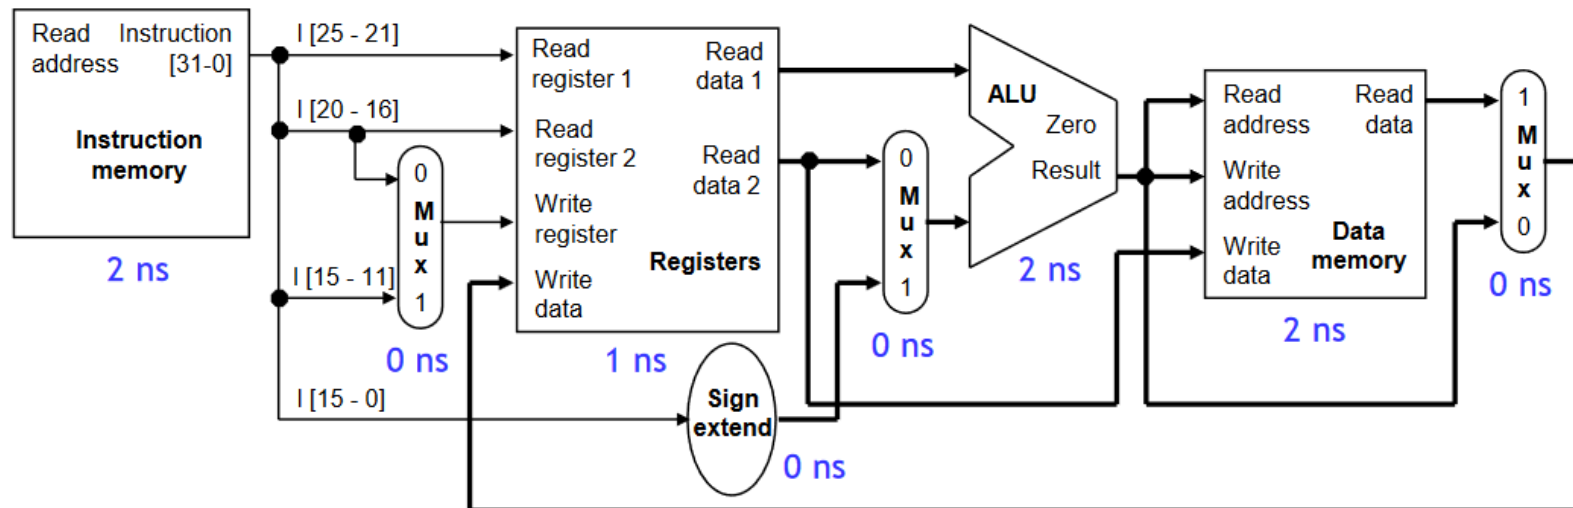 Read Instruction
address [31-0]
Instruction
memory
2 ns
I [25 - 21]
I [20 - 16]
I [15 - 11]
I [15 - 0]
0
M
u
x
1
0 ns
Read
register 1
Read
data 1
Read
register 2
Read
data 2
Write
register
Registers
Write
data
1 ns
Sign
extend
0 ns
0
M
u
x
1
0 ns
ALU
Zero
Result
2 ns
Read
address
Read
data
Write
address
Write
data
Data
memory
2 ns
1
M
u
x
0
0 ns